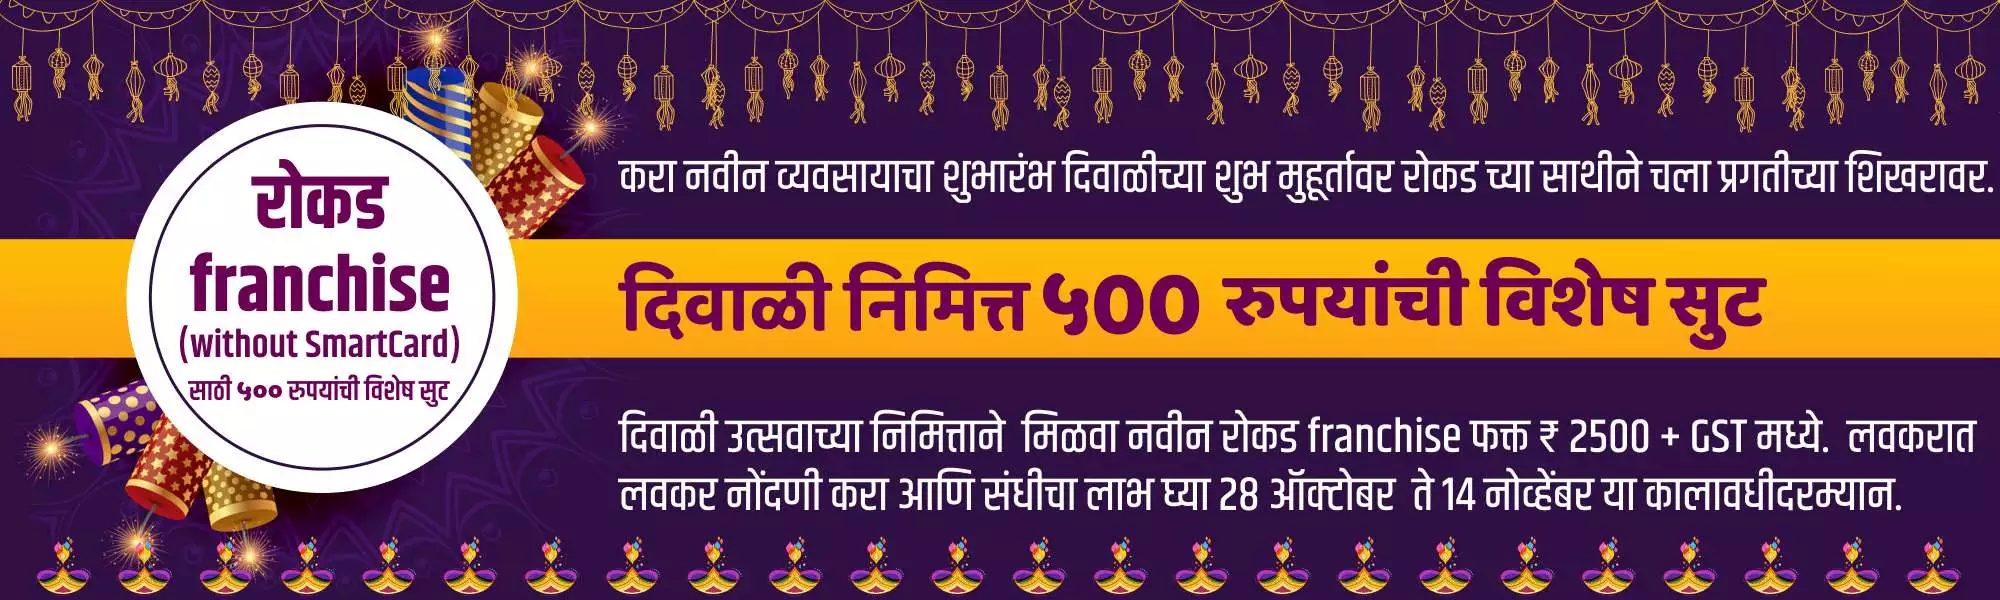 रोकड
franchise
(without SmartCard)
साठी ५०० रुपयांची विशेष सुट
करा नवीन व्यवसायाचा शुभारंभ दिवाळीच्या शुभ मुहूर्तावर रोकड च्या साथीने चला प्रगतीच्या शिखरावर.
दिवाळी निमित्त ५00 रुपयांची विशेष सुट
दिवाळी उत्सवाच्या निमित्ताने मिळवा नवीन रोकड franchise फक्त ₹ 2500 + GST मध्ये. लवकरात
लवकर नोंदणी करा आणि संधीचा लाभ घ्या 28 ऑक्टोबर ते 14 नोव्हेंबर या कालावधीदरम्यान.